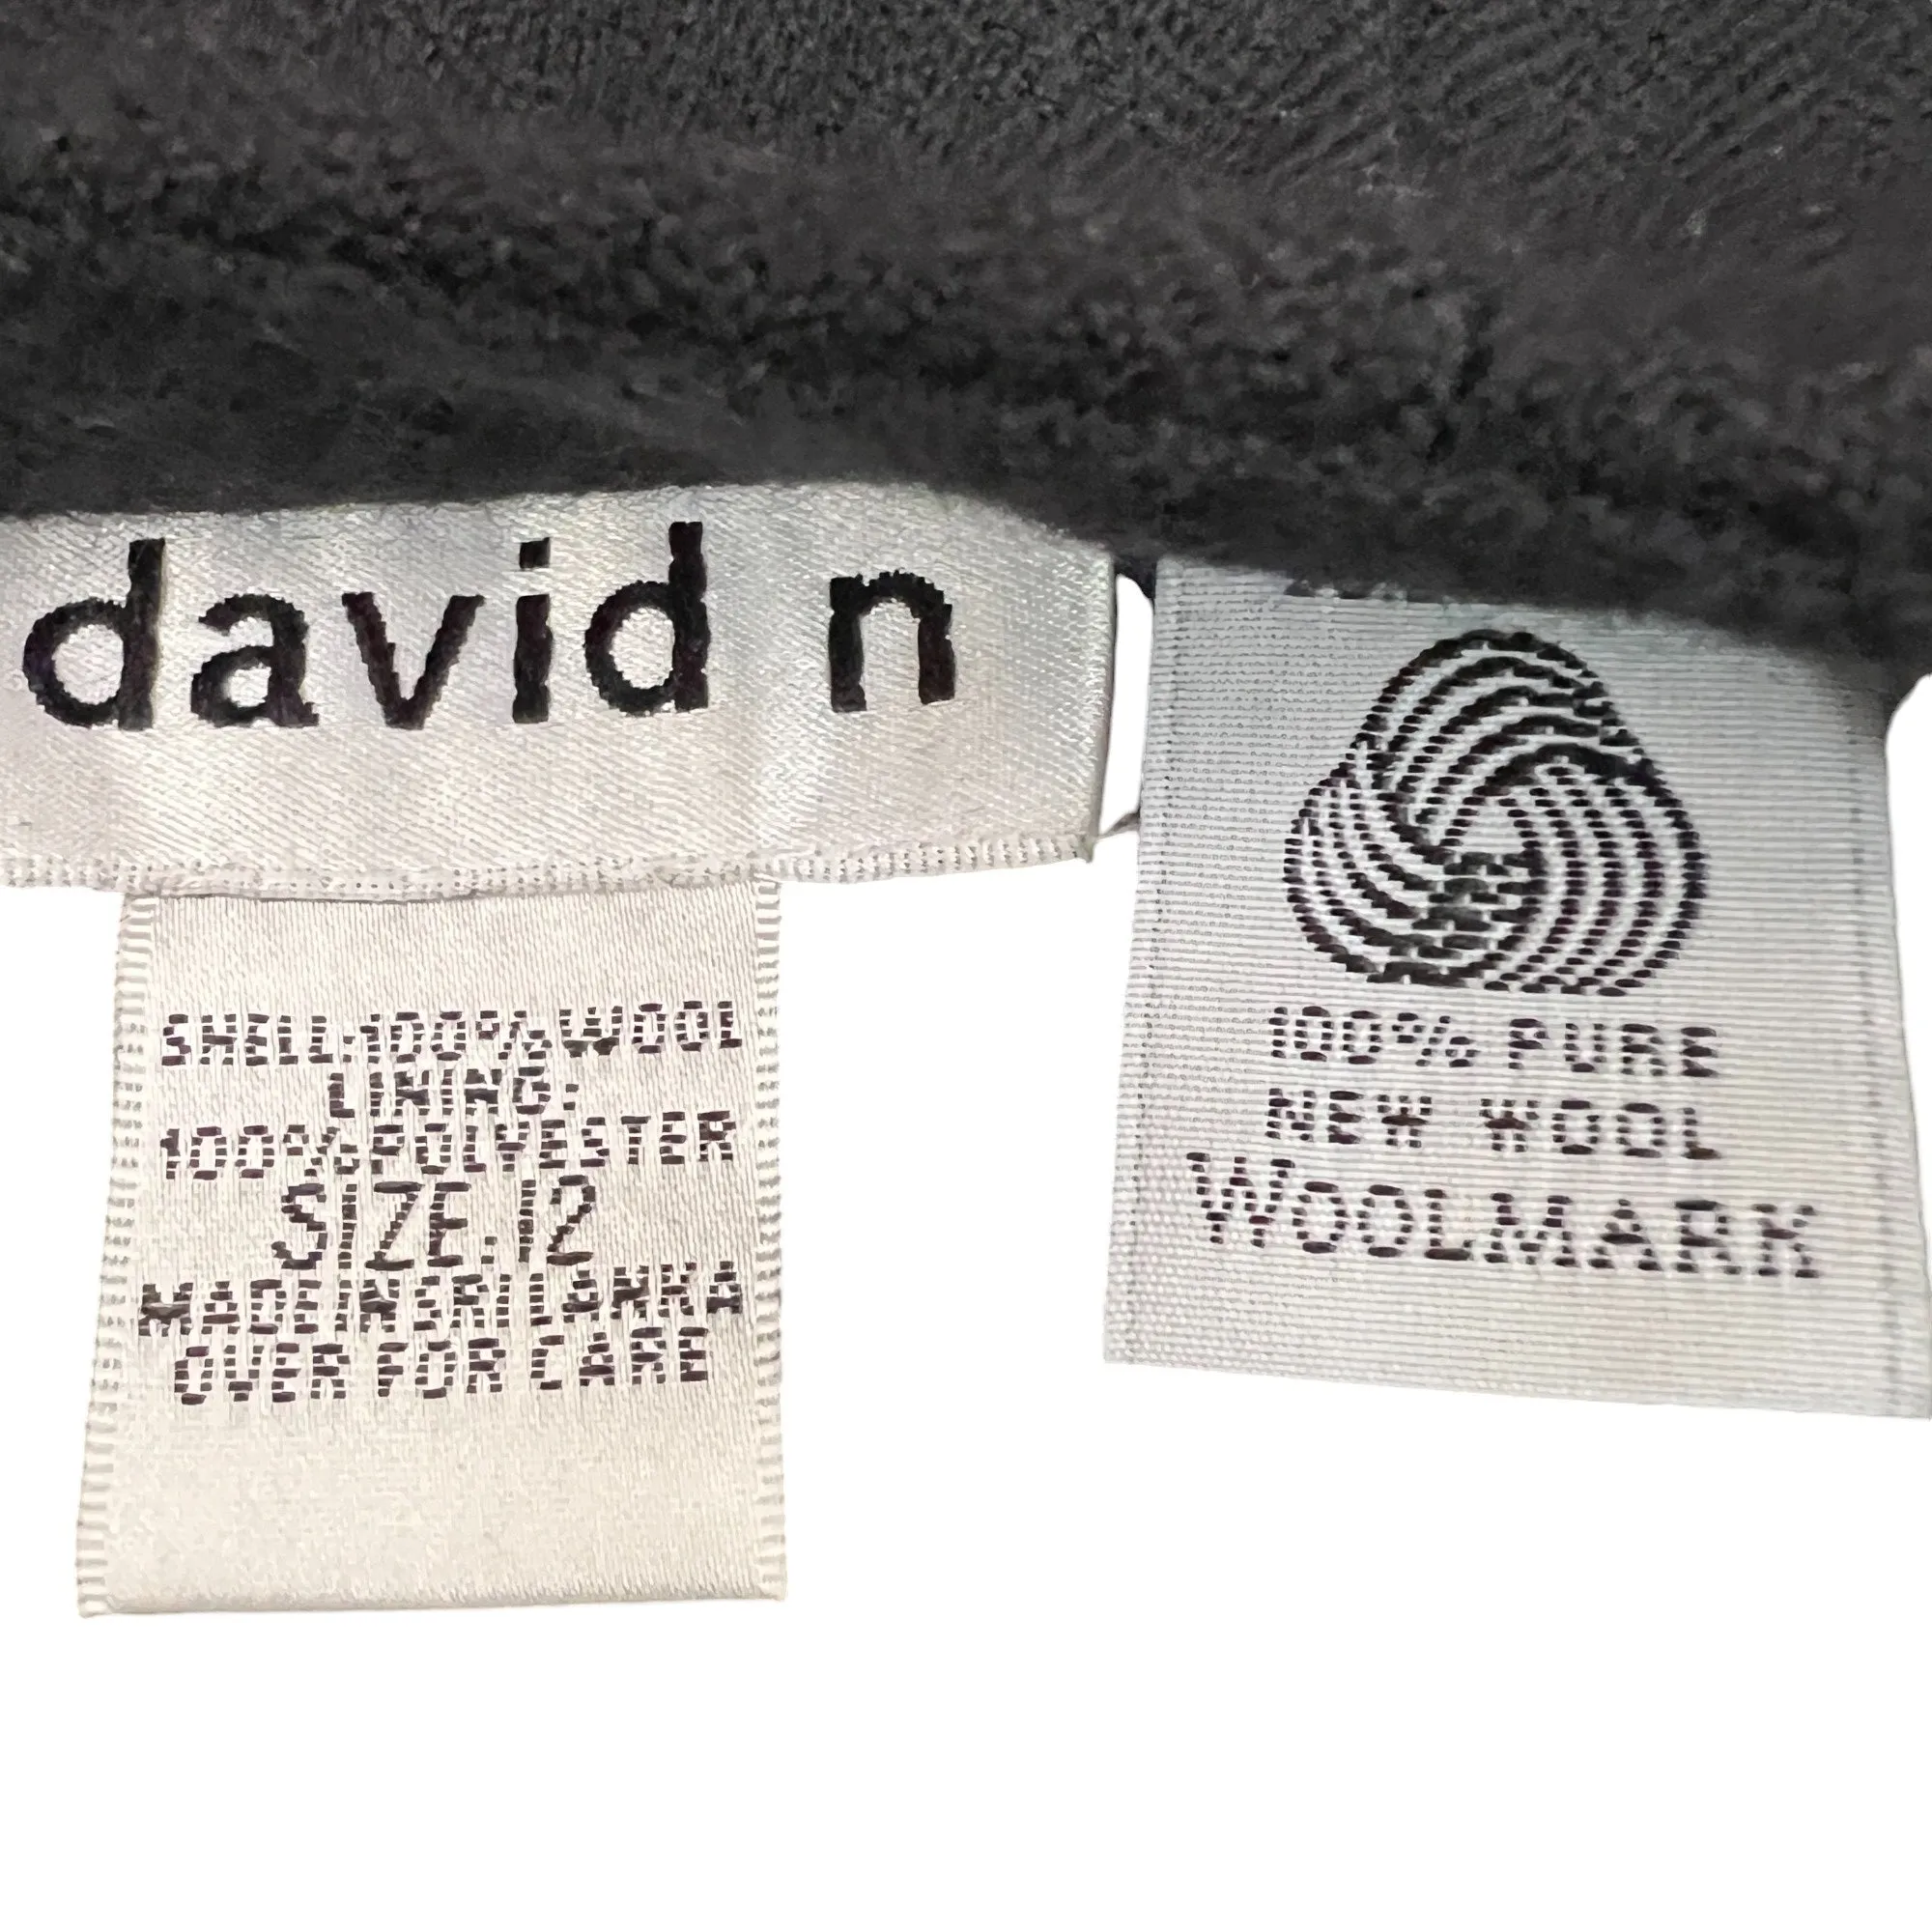 david n
SHELL:100%WOOL
LINING:
100%POLYESTER
SIZE:12
MADE IN SRI LANKA
OVER FOR CARE
100% PURE
NEW WOOL
WOOLMARK